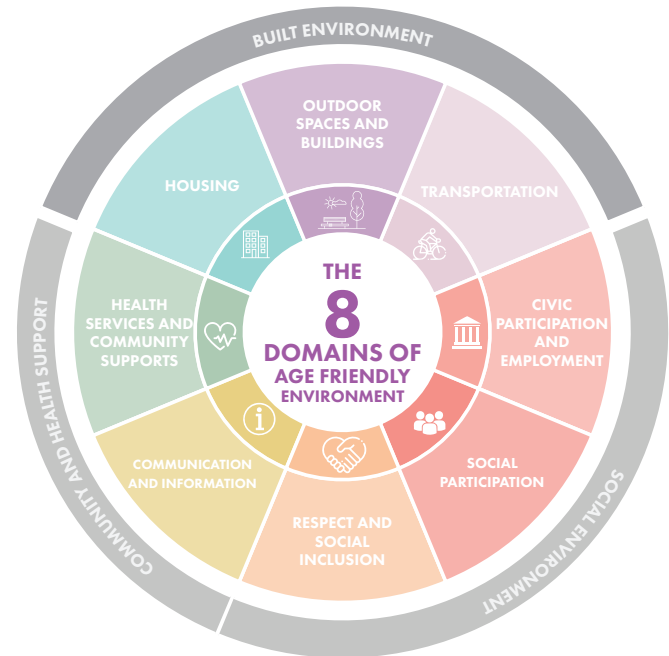 BUILT ENVIRONMENT
OUTDOOR
SPACES AND
BUILDINGS
HOUSING
TRANSPORTATION
HEALTH
SERVICES AND
COMMUNITY
SUPPORTS
THE
8
DOMAINS OF
AGE FRIENDLY
ENVIRONMENT
CIVIC
PARTICIPATION
AND
EMPLOYMENT
COMMUNICATION
AND INFORMATION
SOCIAL
PARTICIPATION
RESPECT AND
SOCIAL
INCLUSION
COMMUNITY AND HEALTH SUPPORT
SOCIAL ENVIRONMENT